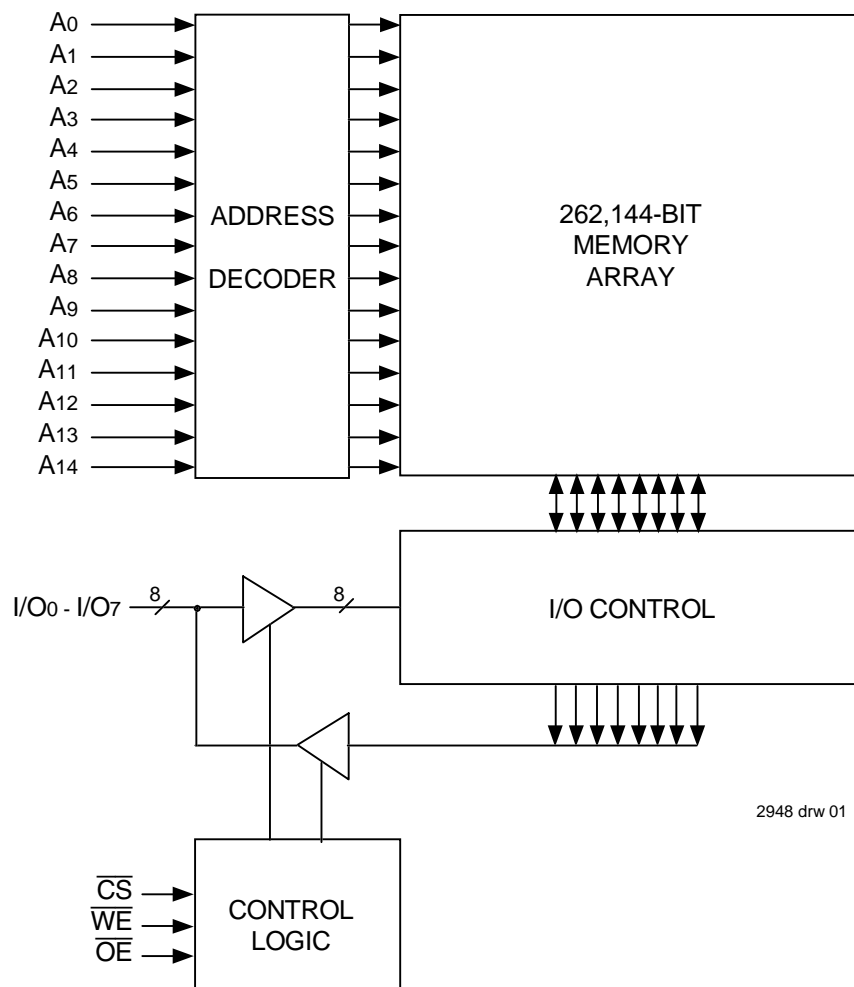 A0
A1
A2
A3
A4
A5
A6
A7
A8
A9
A10
A11
A12
A13
A14
ADDRESS
DECODER
262,144-BIT
MEMORY
ARRAY
I/O0 - I/O7
8
8
I/O CONTROL
2948 drw 01
CS
WE
OE
CONTROL
LOGIC